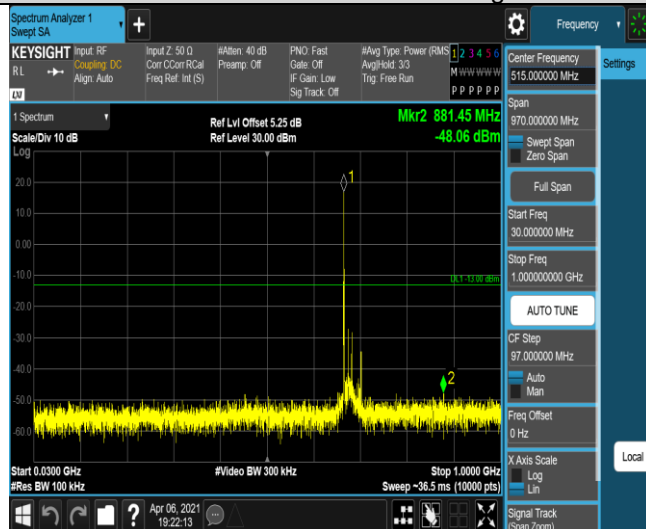 Spectrum Analyzer 1
Swept SA
+
Frequency
KEYSIGHT
R L
Input: RF
Coupling: DC
Align: Auto
Input Z: 50 Ω
Corr CCorr RCal
Freq Ref: Int (S)
#Atten: 40 dB
Preamp: Off
PNO: Fast
Gate: Off
IF Gain: Low
Sig Track: Off
#Avg Type: Power (RMS
Avg|Hold: 3/3
Trig: Free Run
1 2 3 4 5 6
M W W W W W
P P P P P P
LXI
1 Spectrum
Scale/Div 10 dB
Log
Ref Lvl Offset 5.25 dB
Ref Level 30.00 dBm
Mkr2 881.45 MHz
-48.06 dBm
1
20.0
10.0
0.00
-10.0
DL1 -13.00 dBm
-20.0
-30.0
-40.0
2
-50.0
-60.0
Start 0.0300 GHz
#Res BW 100 kHz
#Video BW 300 kHz
Stop 1.0000 GHz
Sweep ~36.5 ms (10000 pts)
Center Frequency
515.000000 MHz
Settings
Span
970.000000 MHz
Swept Span
Zero Span
Full Span
Start Freq
30.000000 MHz
Stop Freq
1.000000000 GHz
AUTO TUNE
CF Step
97.000000 MHz
Auto
Man
Freq Offset
0 Hz
X Axis Scale
Log
Lin
Local
Signal Track
(Span Zoom)
?
Apr 06, 2021
19:22:13